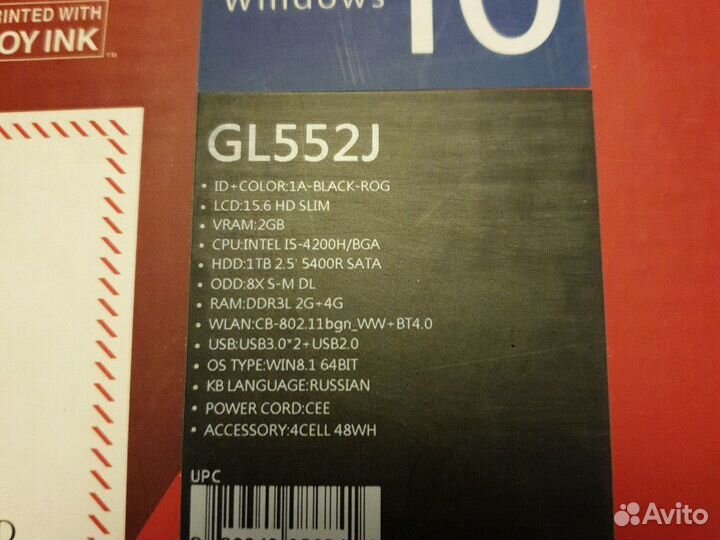 PRINTED WITH
OY INK
Windows 10
GL552J
• ID+COLOR:1A-BLACK-ROG
• LCD:15.6 HD SLIM
• VRAM:2GB
• CPU:INTEL I5-4200H/BGA
• HDD:1TB 2.5' 5400R SATA
• ODD:8X S-M DL
• RAM:DDR3L 2G+4G
• WLAN:CB-802.11bgn_WW+BT4.0
• USB:USB3.0*2+USB2.0
• OS TYPE:WIN8.1 64BIT
• KB LANGUAGE:RUSSIAN
• POWER CORD:CEE
• ACCESSORY:4CELL 48WH
UPC
Avito